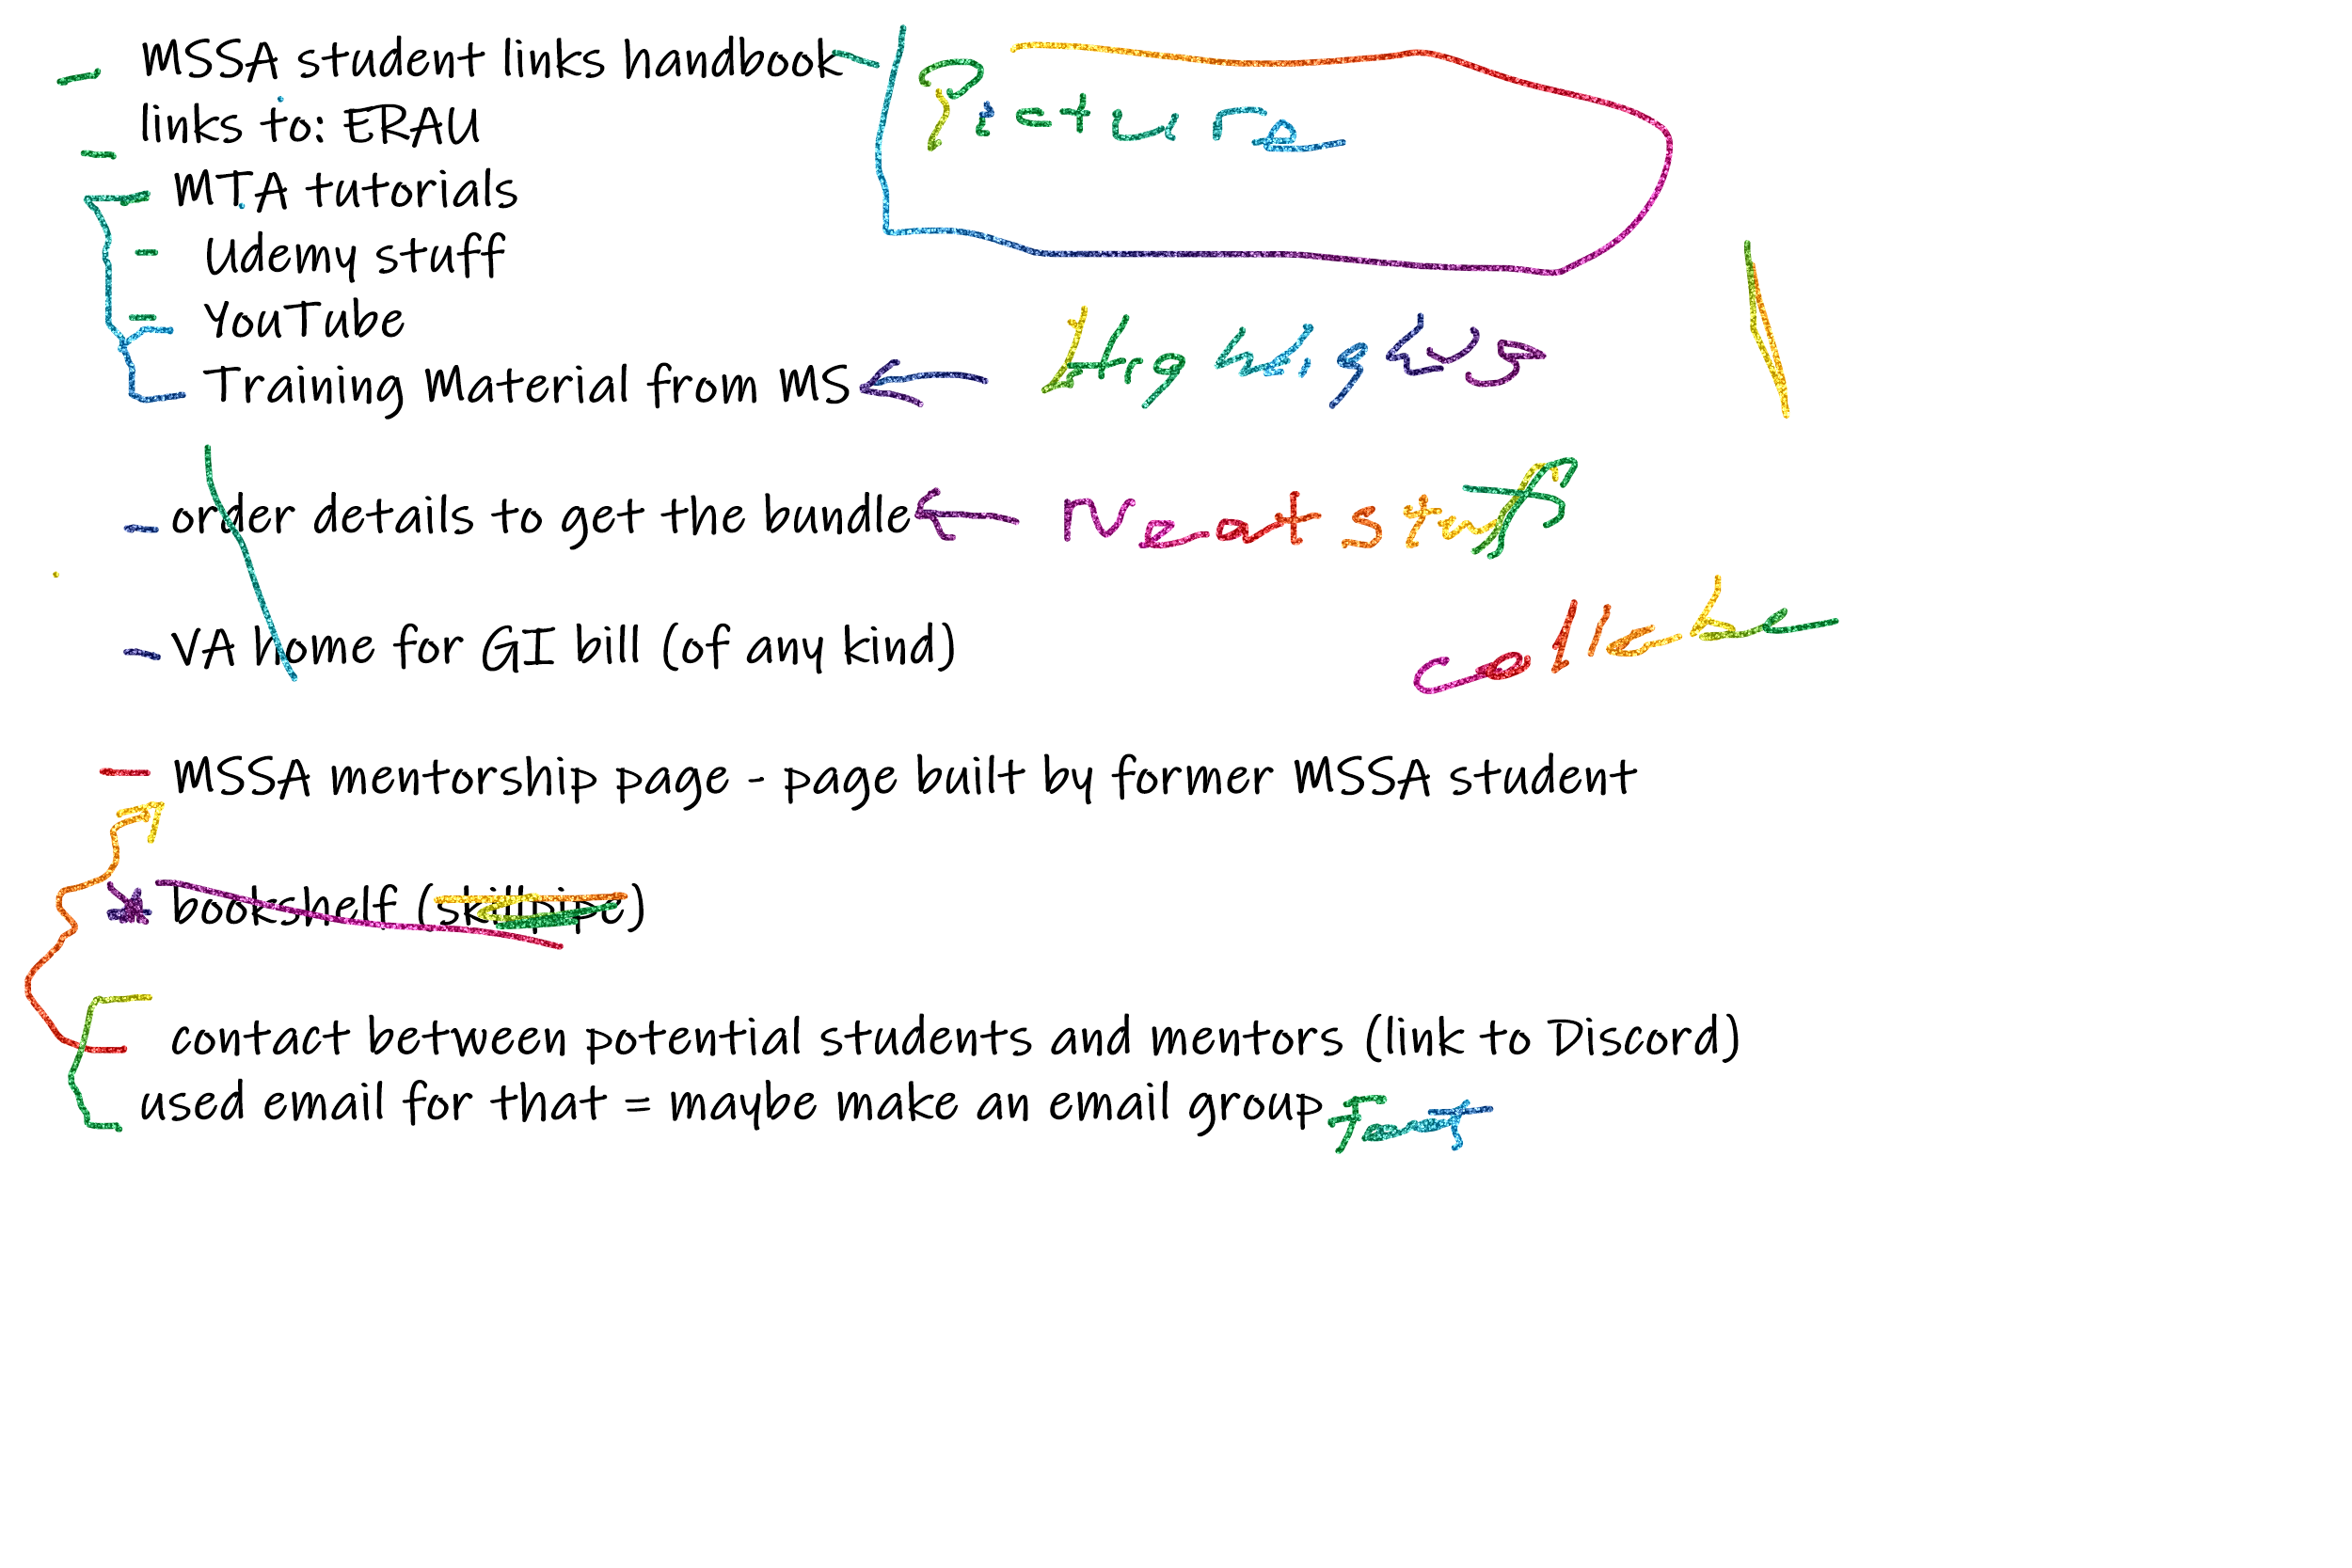 MSSA student links handbook
Picture
links to: ERAU
MTA tutorials
Udemy stuff
YouTube
Training Material from MS
order details to get the bundle
Neat stuff
VA home for GI bill (of any kind)
MSSA mentorship page - page built by former MSSA student
bookshelf (skillpipe)
contact between potential students and mentors (link to Discord)
used email for that = maybe make an email group